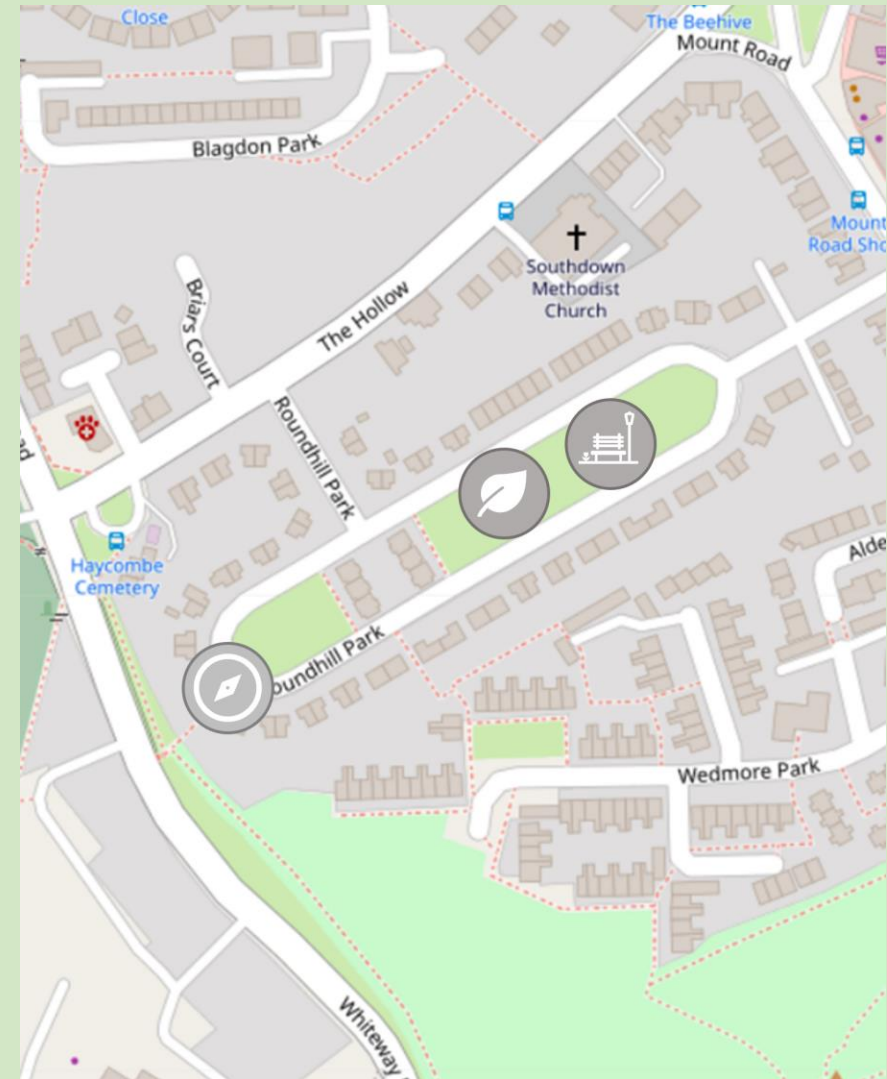 Close
The Beehive
Mount Road
Blagdon Park
Mount
Road Sho
Southdown
Methodist
Church
Briars Court
The Hollow
Roundhill Park
ad
Alde
Haycombe
Cemetery
oundhill Park
Wedmore Park
Whiteway